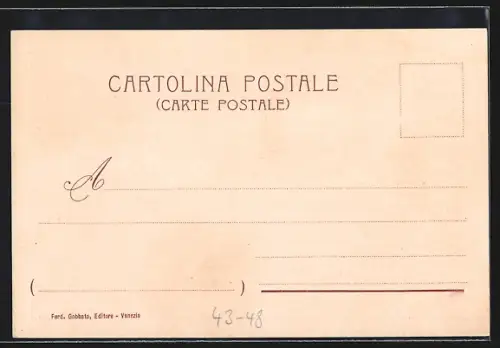 CARTOLINA POSTALE
(CARTE POSTALE)
A
( )
Ferd. Gobbato, Editore - Venezia
43-48